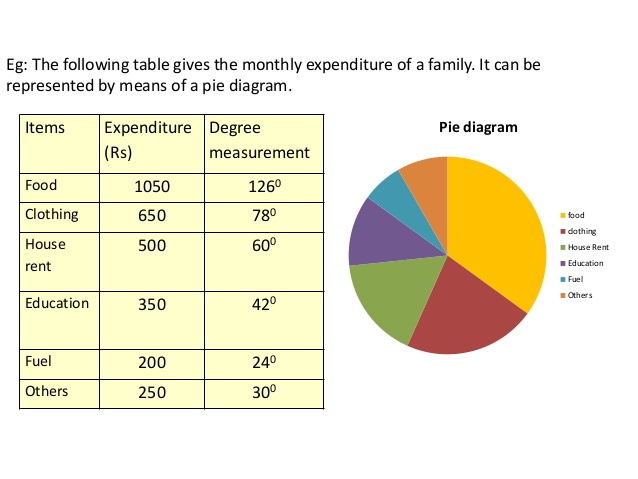 Eg: The following table gives the monthly expenditure of a family. It can be
represented by means of a pie diagram.
Items Expenditure (Rs) Degree measurement
Food 1050 126⁰
Clothing 650 78⁰
House rent 500 60⁰
Education 350 42⁰
Fuel 200 24⁰
Others 250 30⁰
Pie diagram
food
clothing
House Rent
Education
Fuel
Others